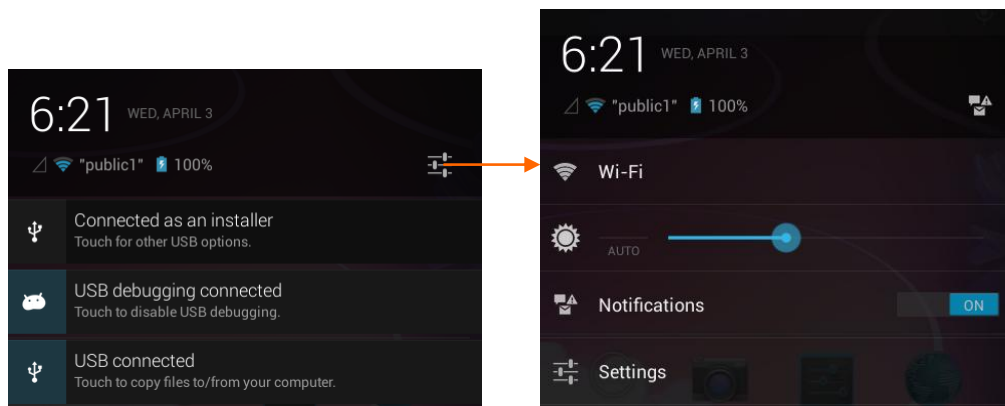 6:21 WED, APRIL 3
"public1" 100%
Connected as an installer
Touch for other USB options.
USB debugging connected
Touch to disable USB debugging.
USB connected
Touch to copy files to/from your computer.
6:21 WED, APRIL 3
"public1" 100%
Wi-Fi
AUTO
Notifications ON
Settings